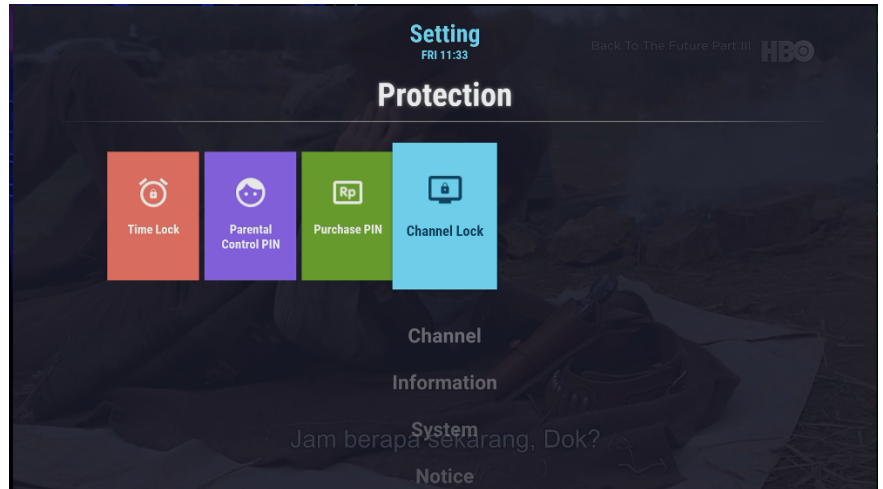 Setting
FRI 11:33
Back To The Future Part III HBO
Protection
Time Lock
Parental
Control PIN
Rp
Purchase PIN
Channel Lock
Channel
Information
System
Jam berapa sekarang, Dok?
Notice